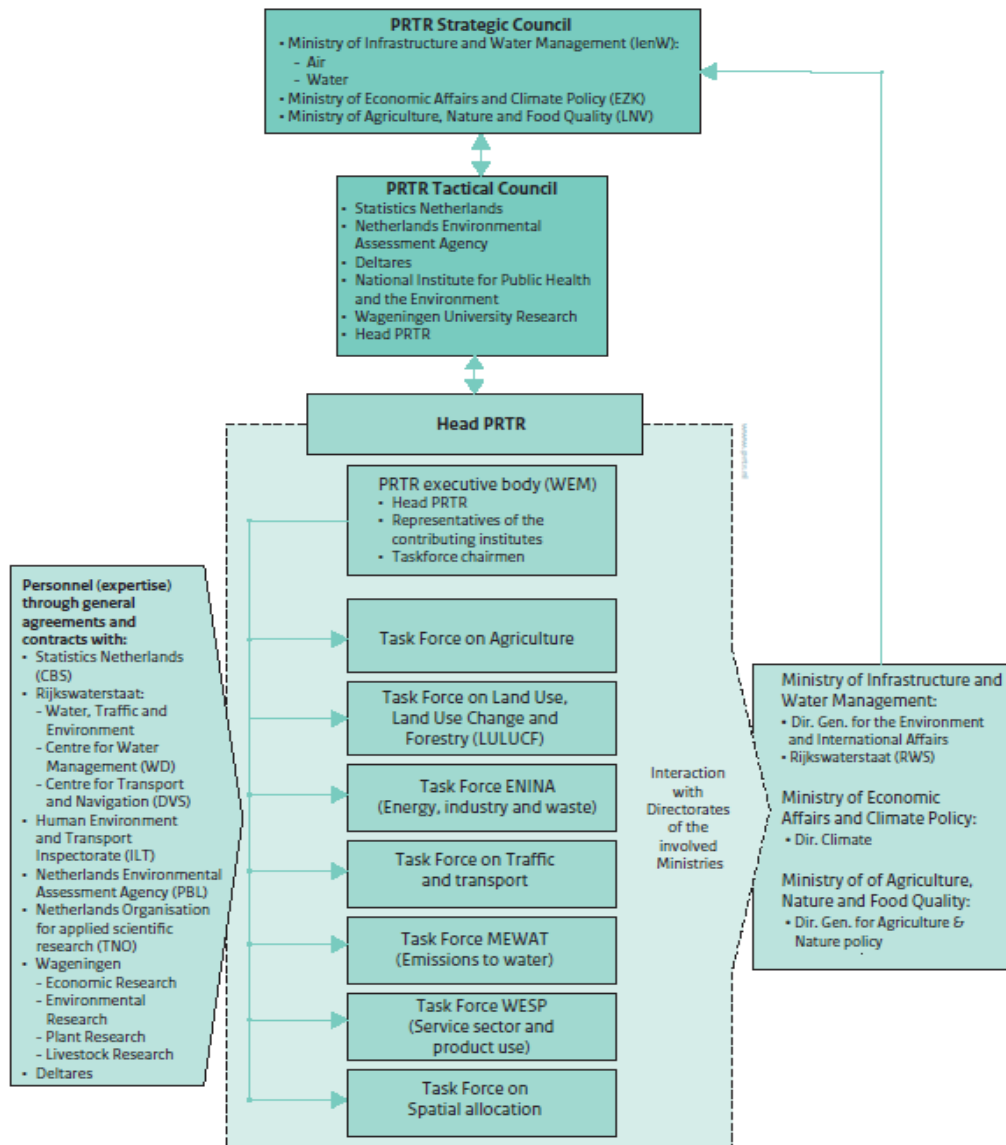 PRTR Strategic Council
• Ministry of Infrastructure and Water Management (IenW):
– Air
– Water
• Ministry of Economic Affairs and Climate Policy (EZK)
• Ministry of Agriculture, Nature and Food Quality (LNV)
PRTR Tactical Council
• Statistics Netherlands
• Netherlands Environmental
Assessment Agency
• Deltares
• National Institute for Public Health
and the Environment
• Wageningen University Research
• Head PRTR
Head PRTR
PRTR executive body (WEM)
• Head PRTR
• Representatives of the
contributing institutes
• Taskforce chairmen
Personnel (expertise)
through general
agreements and
contracts with:
• Statistics Netherlands
(CBS)
• Rijkswaterstaat:
– Water, Traffic and
Environment
– Centre for Water
Management (WD)
– Centre for Transport
and Navigation (DVS)
• Human Environment
and Transport
Inspectorate (ILT)
• Netherlands Environmental
Assessment Agency (PBL)
• Netherlands Organisation
for applied scientific
research (TNO)
• Wageningen
– Economic Research
– Environmental
Research
– Plant Research
– Livestock Research
• Deltares
Task Force on Agriculture
Task Force on Land Use,
Land Use Change and
Forestry (LULUCF)
Task Force ENINA
(Energy, industry and waste)
Task Force on Traffic
and transport
Task Force MEWAT
(Emissions to water)
Task Force WESP
(Service sector and
product use)
Task Force on
Spatial allocation
Interaction
with
Directorates
of the
involved
Ministries
Ministry of Infrastructure and
Water Management:
• Dir. Gen. for the Environment
and International Affairs
• Rijkswaterstaat (RWS)
Ministry of Economic
Affairs and Climate Policy:
• Dir. Climate
Ministry of of Agriculture,
Nature and Food Quality:
• Dir. Gen. for Agriculture &
Nature policy